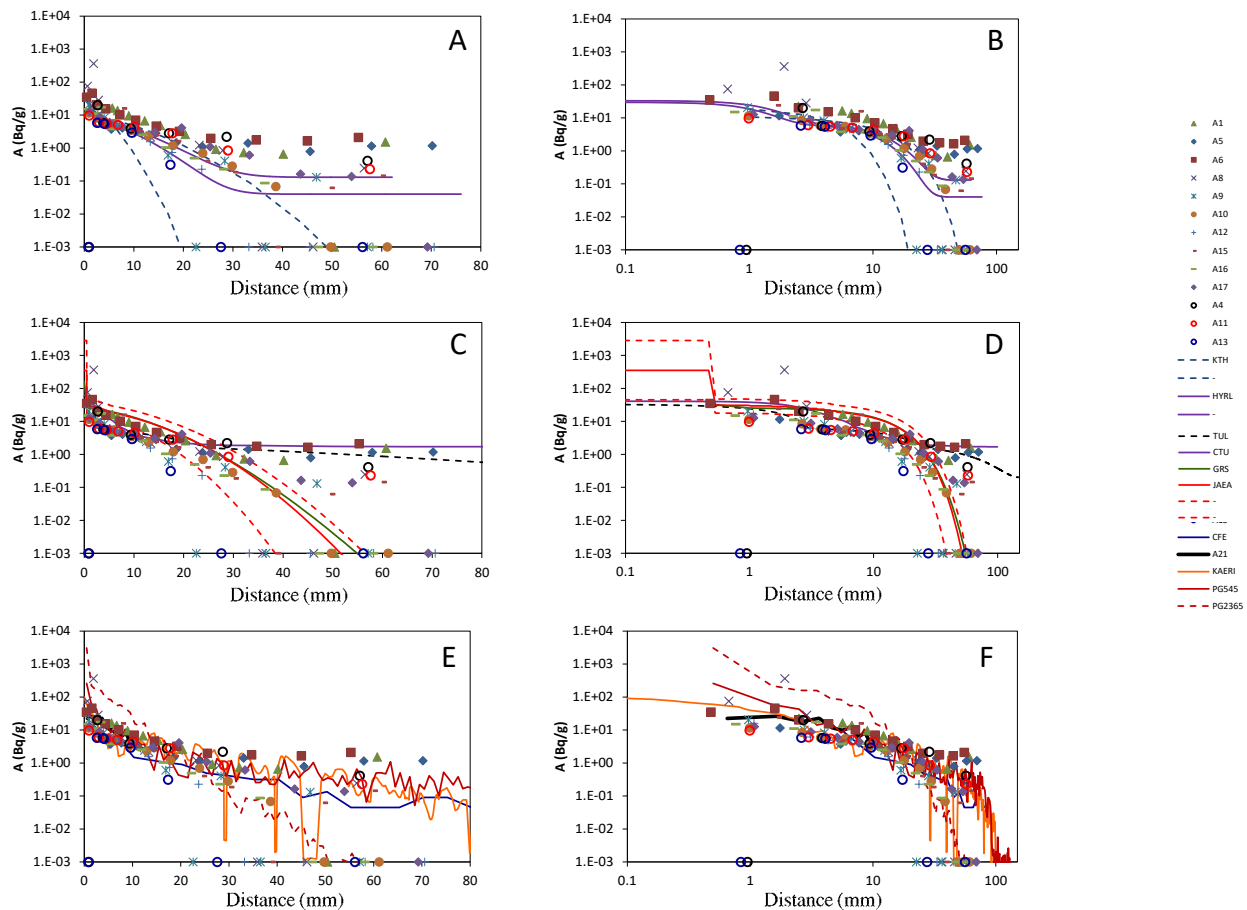 A
1.E+04
1.E+03
1.E+02
1.E+01
1.E+00
1.E-01
1.E-02
1.E-03
A (Bq/g)
0 10 20 30 40 50 60 70 80
Distance (mm)
B
1.E+04
1.E+03
1.E+02
1.E+01
1.E+00
1.E-01
1.E-02
1.E-03
A (Bq/g)
0.1 1 10 100
Distance (mm)
C
1.E+04
1.E+03
1.E+02
1.E+01
1.E+00
1.E-01
1.E-02
1.E-03
A (Bq/g)
0 10 20 30 40 50 60 70 80
Distance (mm)
D
1.E+04
1.E+03
1.E+02
1.E+01
1.E+00
1.E-01
1.E-02
1.E-03
A (Bq/g)
0.1 1 10 100
Distance (mm)
E
1.E+04
1.E+03
1.E+02
1.E+01
1.E+00
1.E-01
1.E-02
1.E-03
A (Bq/g)
0 10 20 30 40 50 60 70 80
Distance (mm)
F
1.E+04
1.E+03
1.E+02
1.E+01
1.E+00
1.E-01
1.E-02
1.E-03
A (Bq/g)
0.1 1 10 100
Distance (mm)
A1
A5
A6
A8
A9
A10
A12
A15
A16
A17
A4
A11
A13
KTH
-
HYRL
-
TUL
CTU
GRS
JAEA
-
-
CFE
A21
KAERI
PG545
PG2365